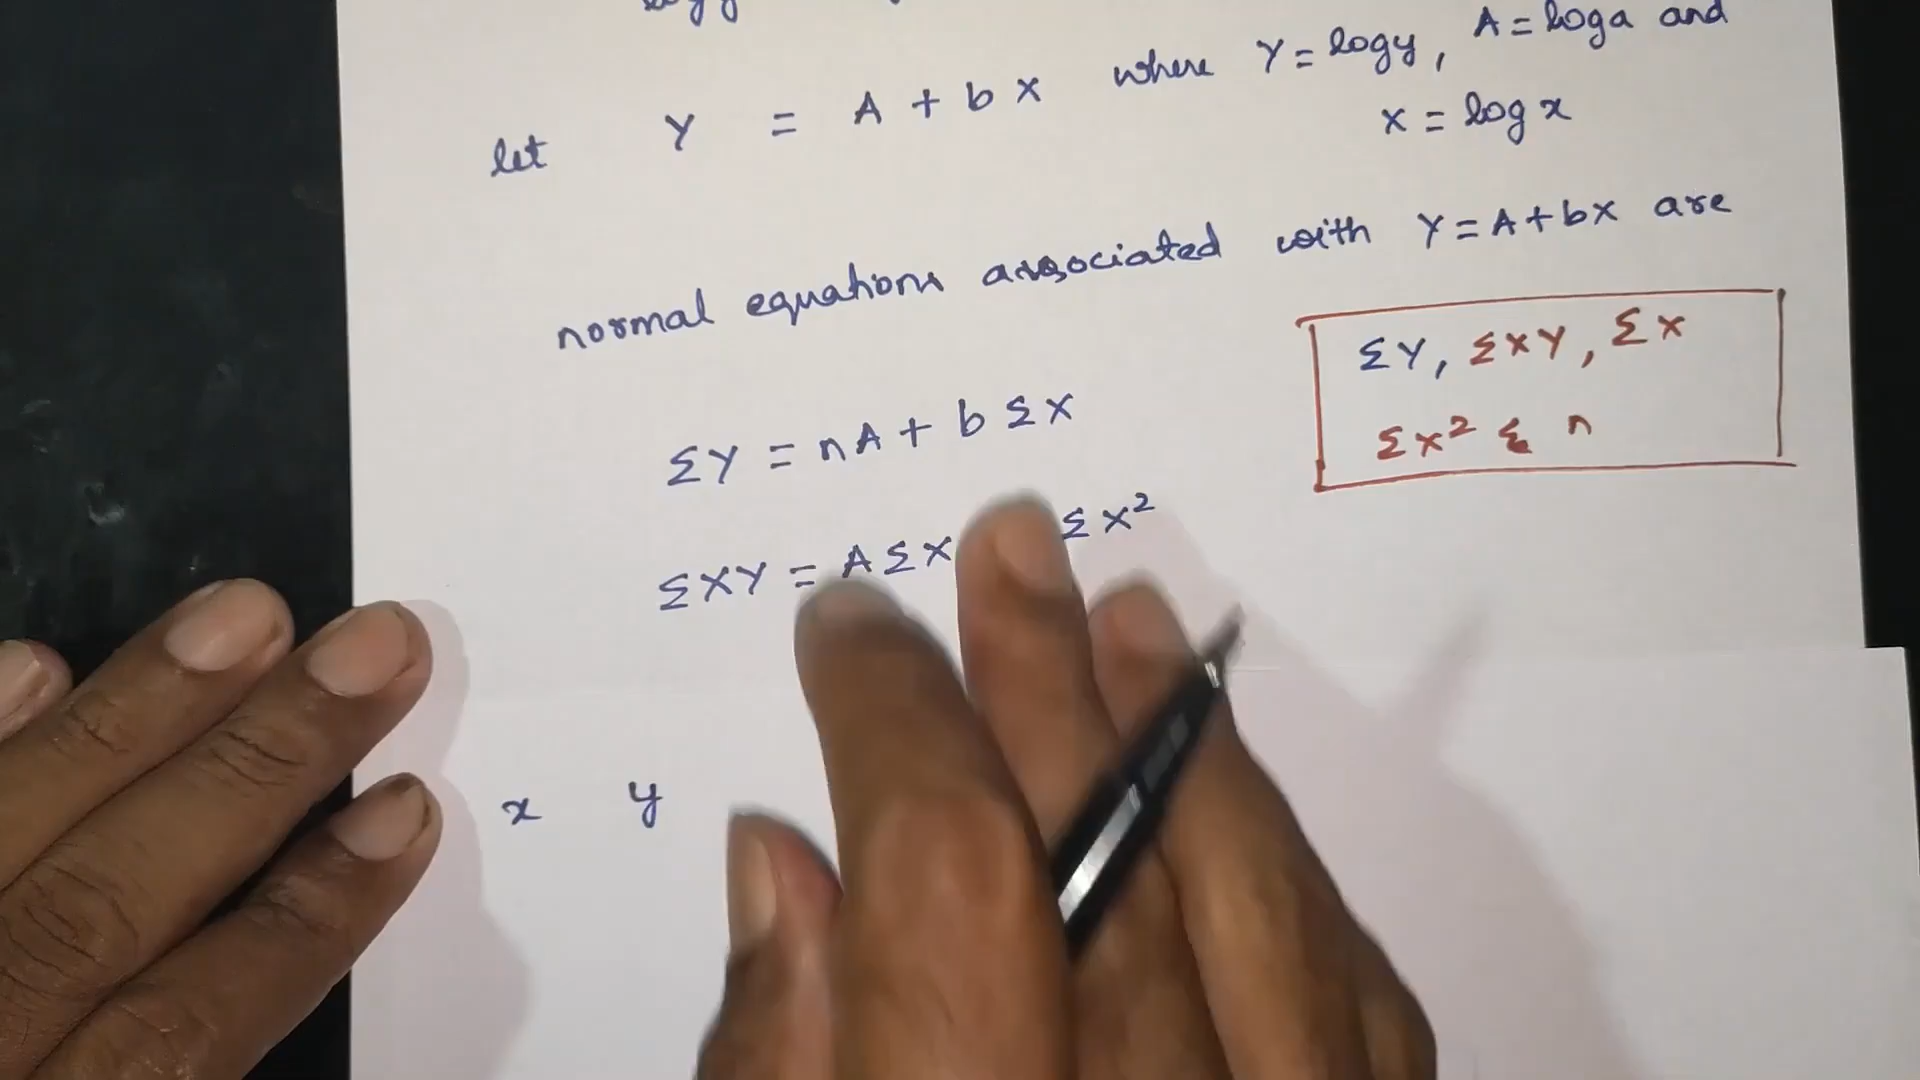 let Y = A + b X where Y = log y, A = log a and
X = log x
normal equations associated with Y = A + bX are
ΣY, ΣXY, ΣX
ΣX² & n
ΣY = nA + b ΣX
ΣXY = A ΣX ΣX²
x y